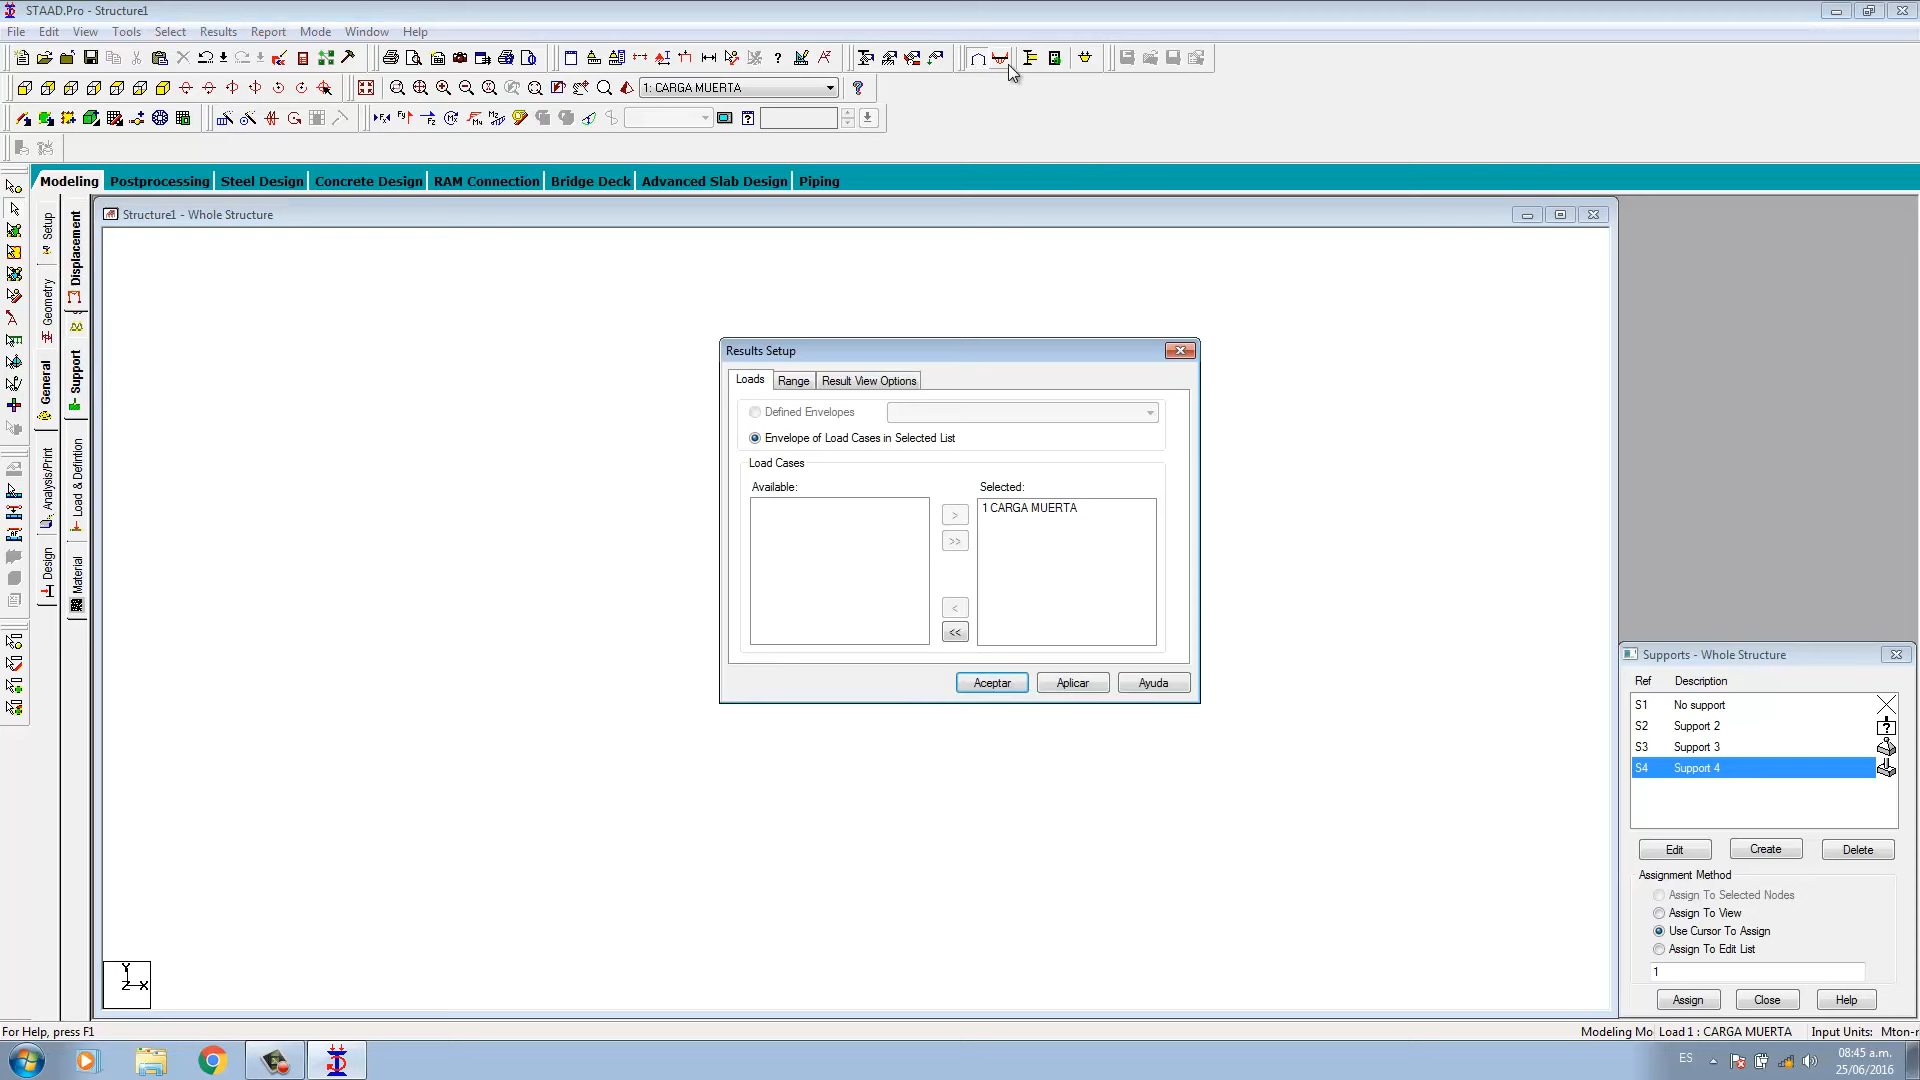 STAAD.Pro - Structure1
File Edit View Tools Select Results Report Mode Window Help
1: CARGA MUERTA
Modeling Postprocessing Steel Design Concrete Design RAM Connection Bridge Deck Advanced Slab Design Piping
Setup
Geometry
General
Analysis/Print
Design
Displacement
Support
Load & Defintion
Material
Structure1 - Whole Structure
Results Setup
Loads Range Result View Options
Defined Envelopes
Envelope of Load Cases in Selected List
Load Cases
Available: Selected:
1 CARGA MUERTA
>
>>
<
<<
Aceptar Aplicar Ayuda
Supports - Whole Structure
Ref Description
S1 No support
S2 Support 2
S3 Support 3
S4 Support 4
Edit Create Delete
Assignment Method
Assign To Selected Nodes
Assign To View
Use Cursor To Assign
Assign To Edit List
1
Assign Close Help
Y
Z X
For Help, press F1
Modeling Mo Load 1 : CARGA MUERTA Input Units: Mton-
ES
08:45 a.m.
25/06/2016